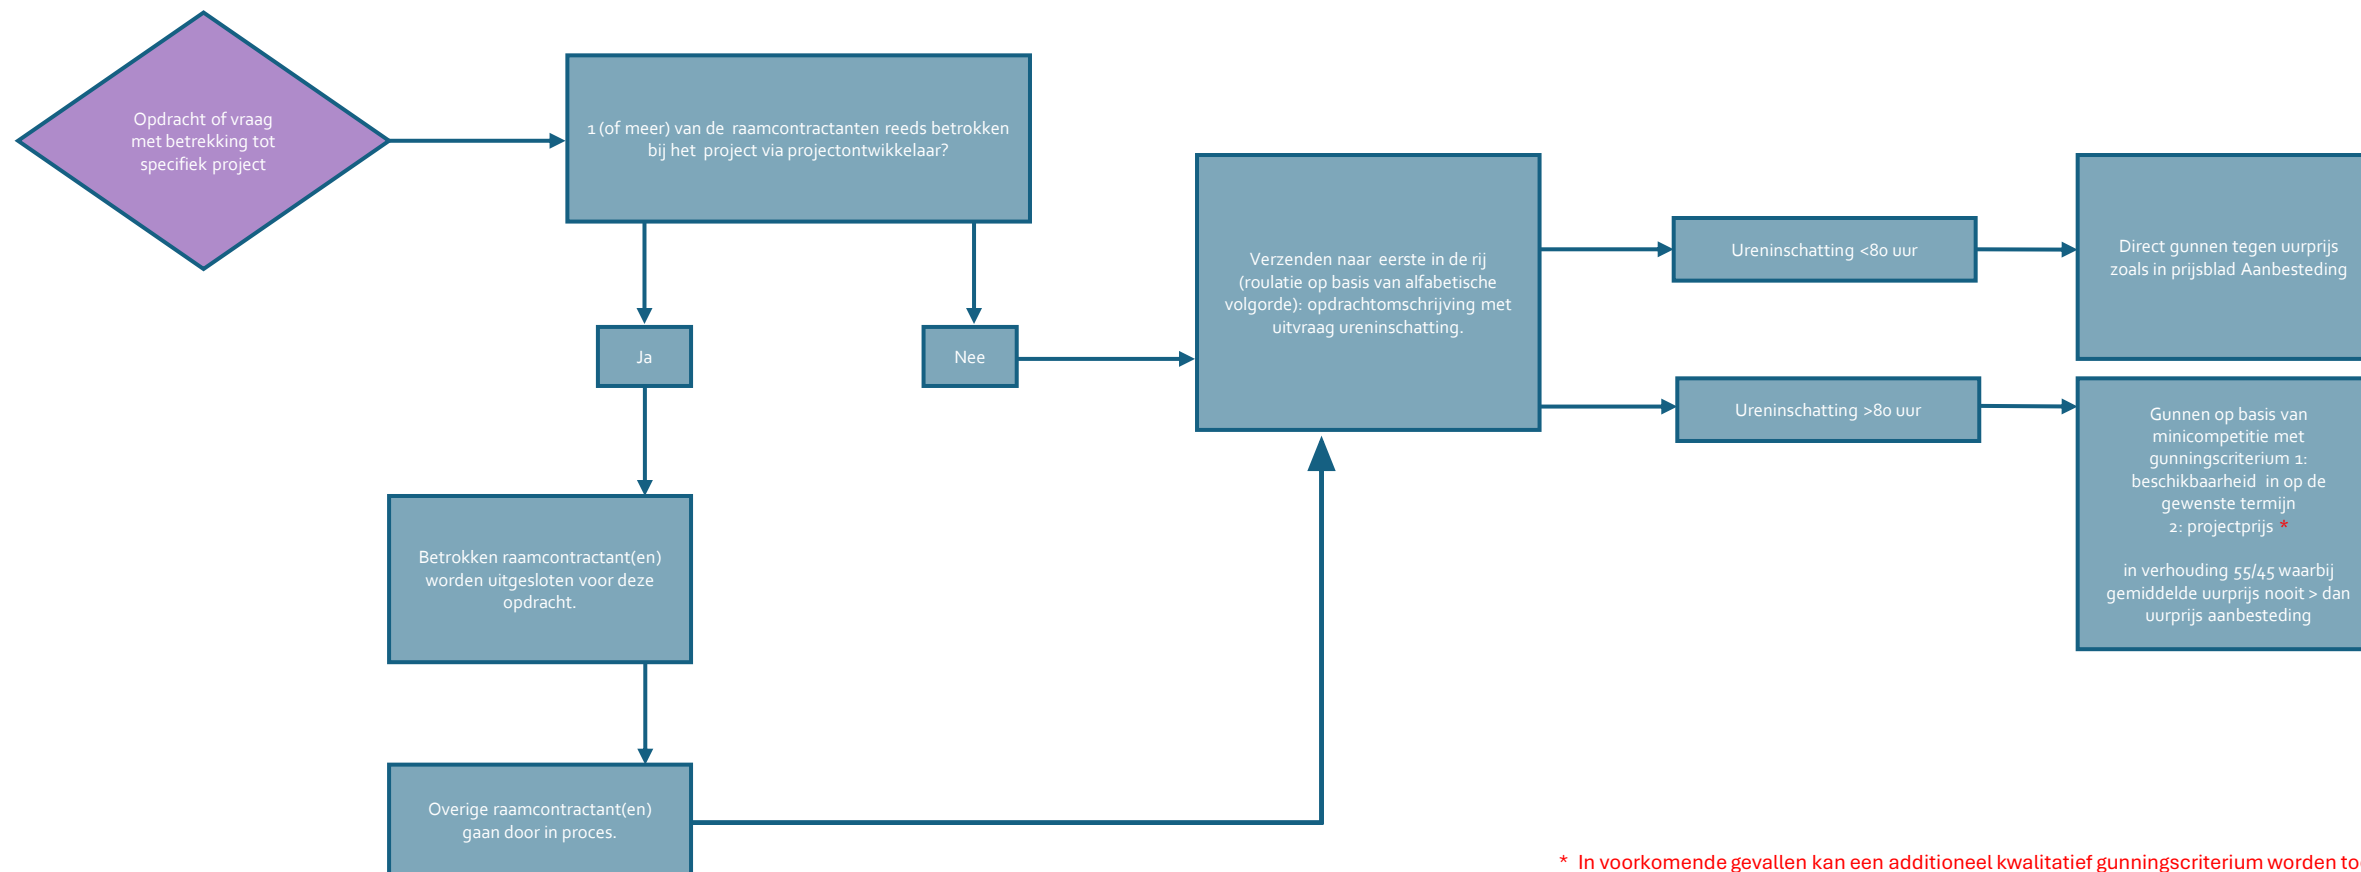 Opdracht of vraag
met betrekking tot
specifiek project
1 (of meer) van de raamcontractanten reeds betrokken
bij het project via projectontwikkelaar?
Ja
Nee
Betrokken raamcontractant(en)
worden uitgesloten voor deze
opdracht.
Overige raamcontractant(en)
gaan door in proces.
Verzenden naar eerste in de rij
(roulatie op basis van alfabetische
volgorde): opdrachtomschrijving met
uitvraag ureninschatting.
Ureninschatting <80 uur
Direct gunnen tegen uurprijs
zoals in prijsblad Aanbesteding
Ureninschatting >80 uur
Gunnen op basis van
minicompetitie met
gunningscriterium 1:
beschikbaarheid in op de
gewenste termijn
2: projectprijs *
in verhouding 55/45 waarbij
gemiddelde uurprijs nooit > dan
uurprijs aanbesteding
* In voorkomende gevallen kan een additioneel kwalitatief gunningscriterium worden